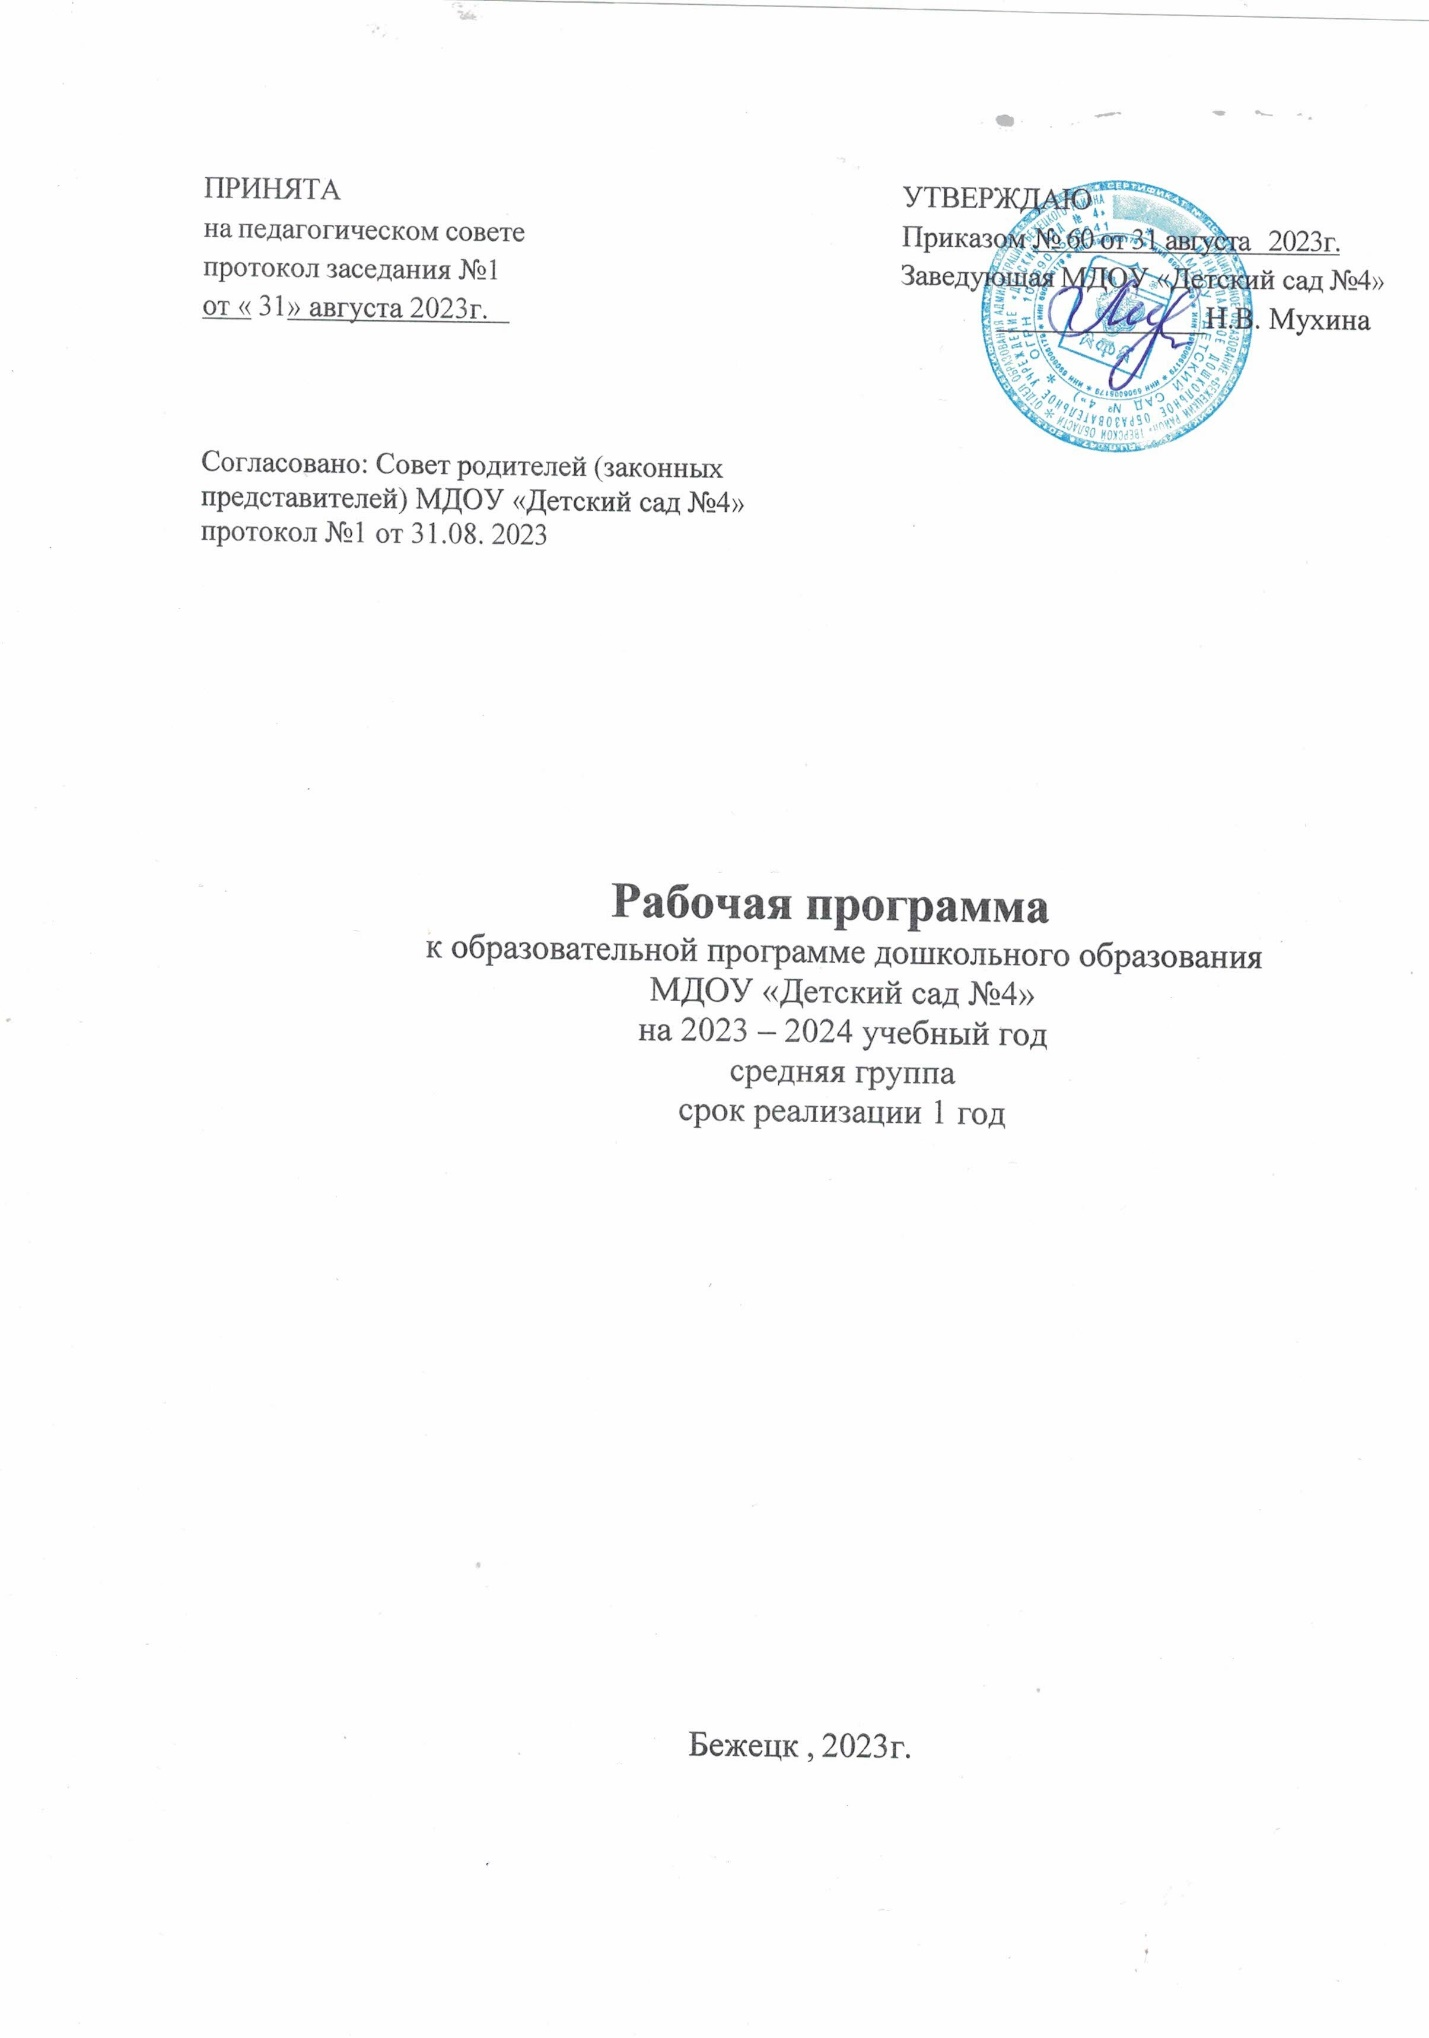 ПРИНЯТА
на педагогическом совете
протокол заседания №1
от « 31» августа 2023г.
УТВЕРЖДАЮ
Приказом № 60 от 31 августа 2023г.
Заведующая МДОУ «Детский сад №4»
Н.В. Мухина
Согласовано: Совет родителей (законных
представителей) МДОУ «Детский сад №4»
протокол №1 от 31.08. 2023
Рабочая программа
к образовательной программе дошкольного образования
МДОУ «Детский сад №4»
на 2023 – 2024 учебный год
средняя группа
срок реализации 1 год
Бежецк , 2023г.